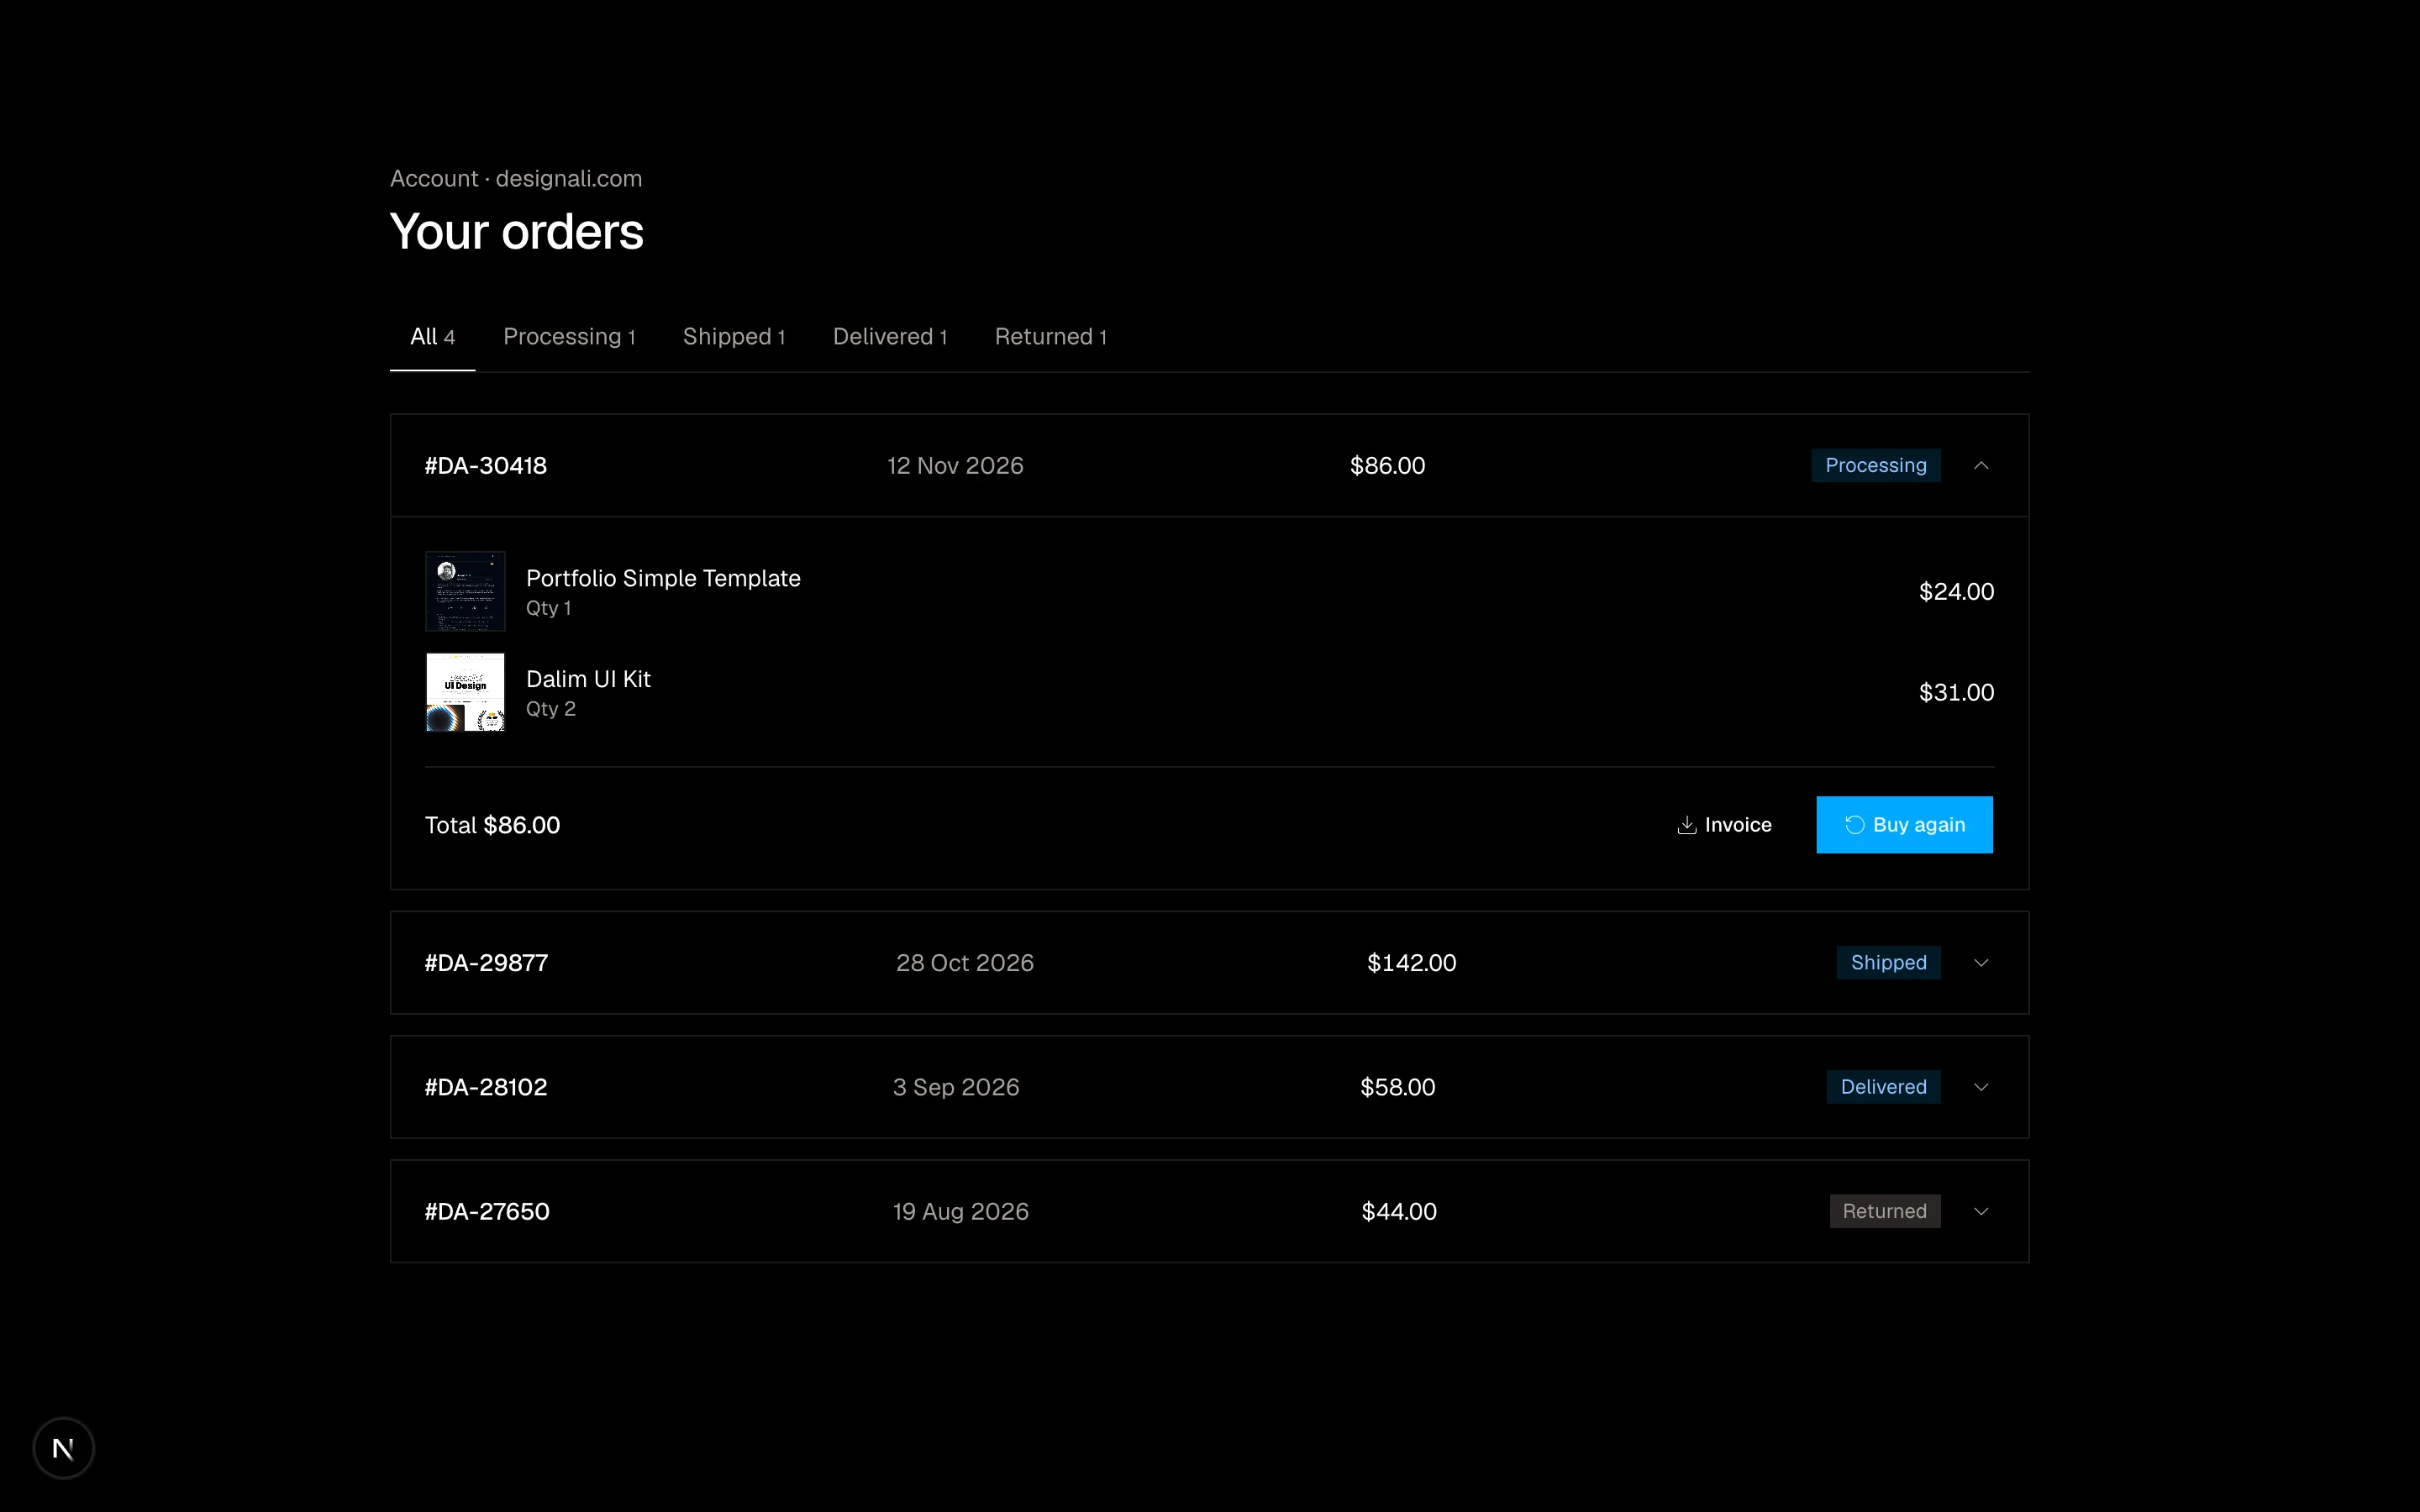 Account · designali.com
Your orders
All 4 Processing 1 Shipped 1 Delivered 1 Returned 1
#DA-30418 12 Nov 2026 $86.00 Processing
Portfolio Simple Template
Qty 1
$24.00
UI Design
Dalim UI Kit
Qty 2
$31.00
Total $86.00 Invoice Buy again
#DA-29877 28 Oct 2026 $142.00 Shipped
#DA-28102 3 Sep 2026 $58.00 Delivered
#DA-27650 19 Aug 2026 $44.00 Returned
N